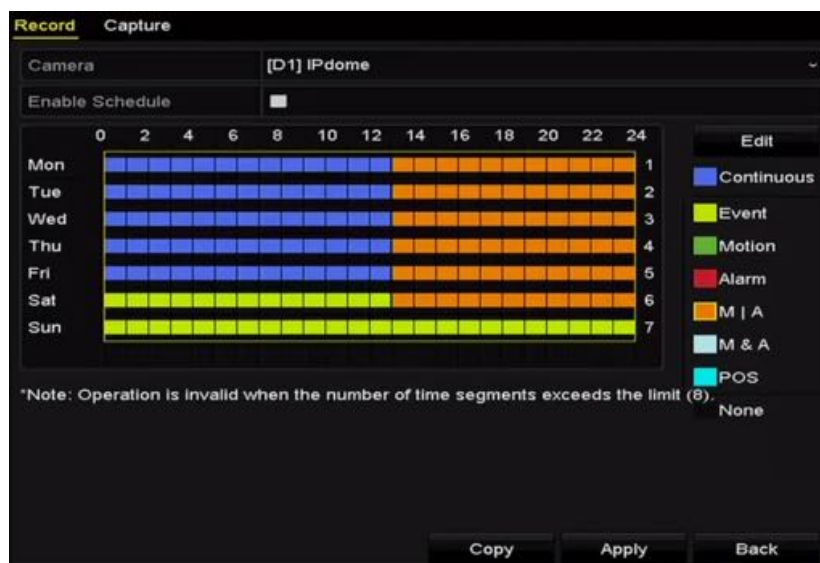 Record Capture
Camera [D1] IPdome
Enable Schedule
0 2 4 6 8 10 12 14 16 18 20 22 24
Edit
Mon 1
Continuous
Tue 2
Wed 3
Event
Thu 4
Motion
Fri 5
Alarm
Sat 6
M | A
Sun 7
M & A
POS
*Note: Operation is invalid when the number of time segments exceeds the limit (8).
None
Copy Apply Back